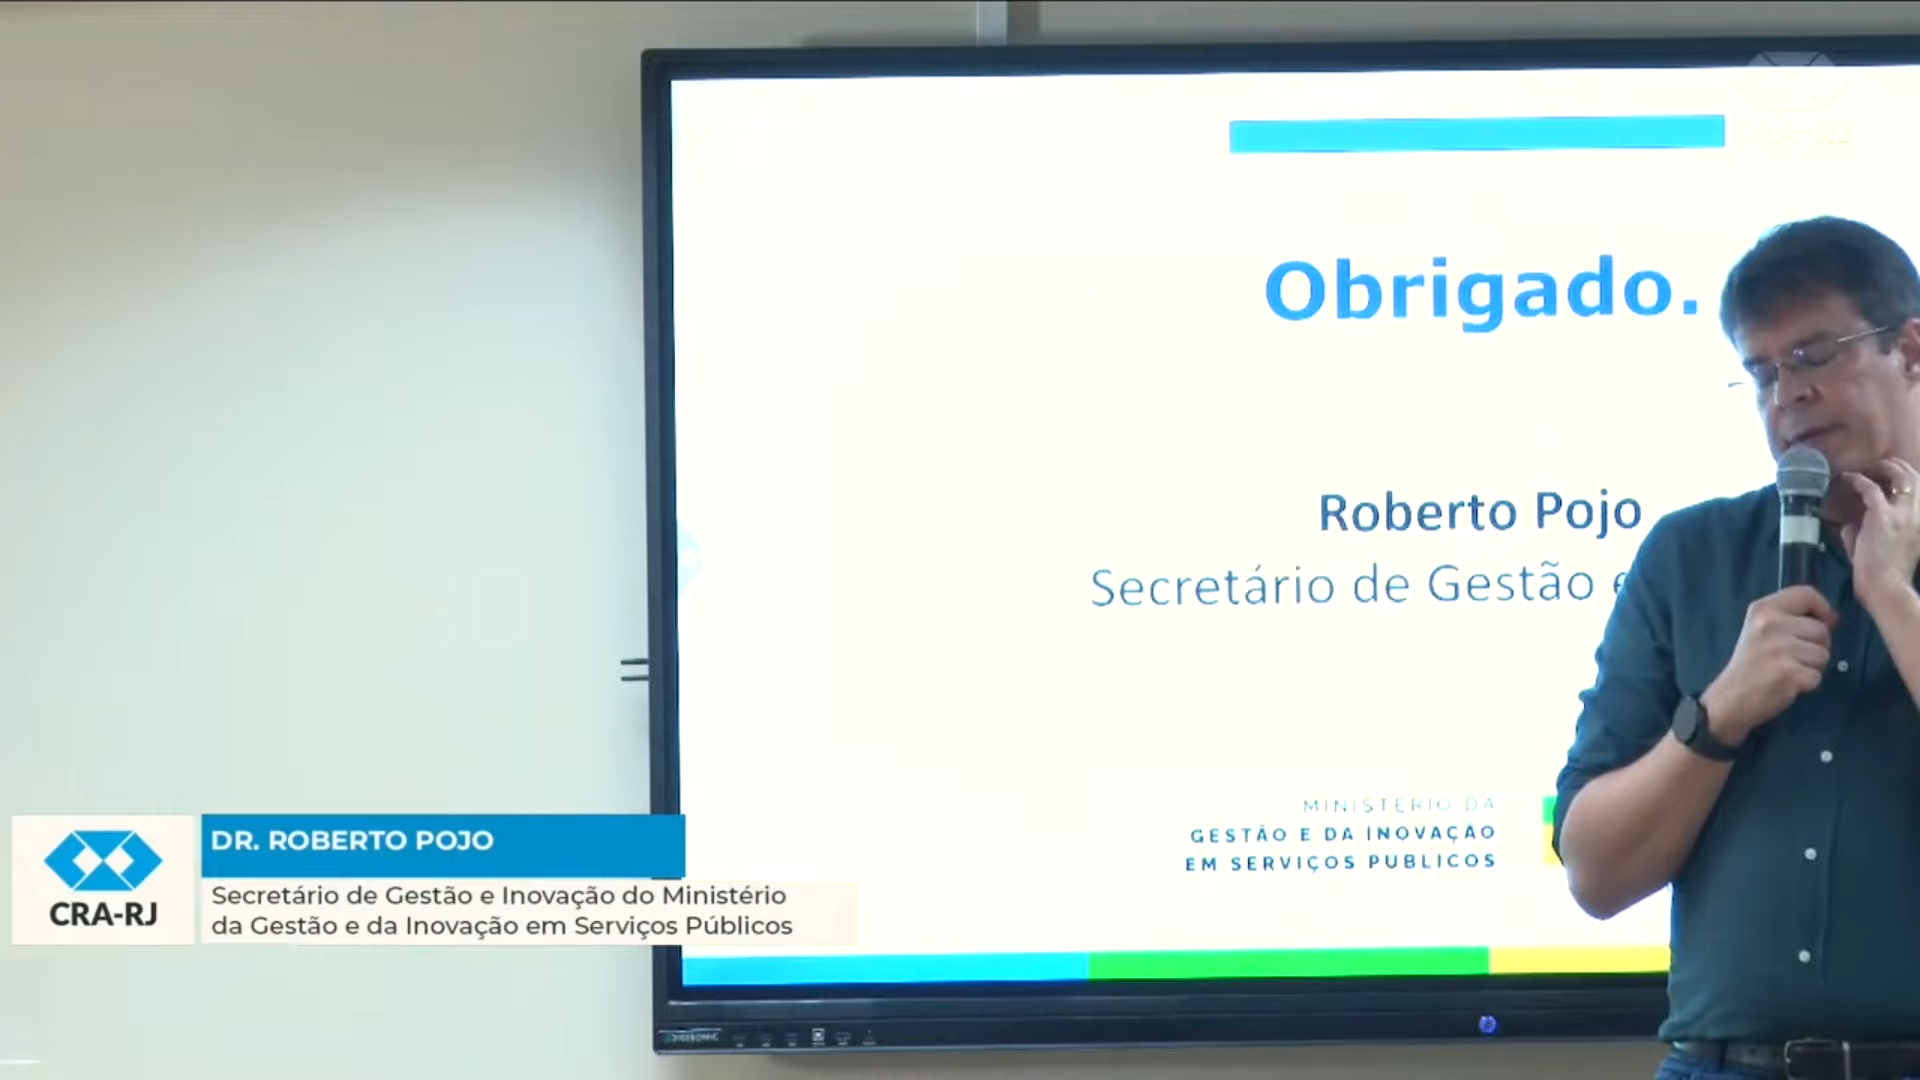 Obrigado.
Roberto Pojo
Secretário de Gestão e
MINISTÉRIO DA
GESTÃO E DA INOVAÇÃO
EM SERVIÇOS PÚBLICOS
DR. ROBERTO POJO
Secretário de Gestão e Inovação do Ministério
da Gestão e da Inovação em Serviços Públicos
CRA-RJ